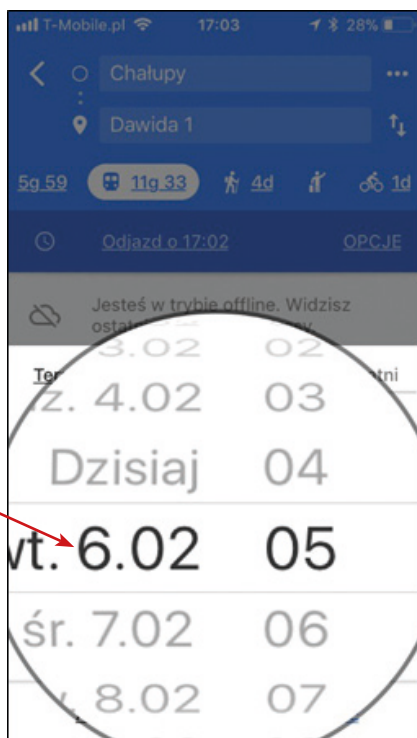 T-Mobile.pl 17:03 28%
Chałupy
Dawida 1
5g 59 11g 33 4d 1d
Odjazd o 17:02 OPCJE
Jesteś w trybie offline. Widzisz
3.02 02
4.02 03
Dzisiaj 04
wt. 6.02 05
śr. 7.02 06
8.02 07